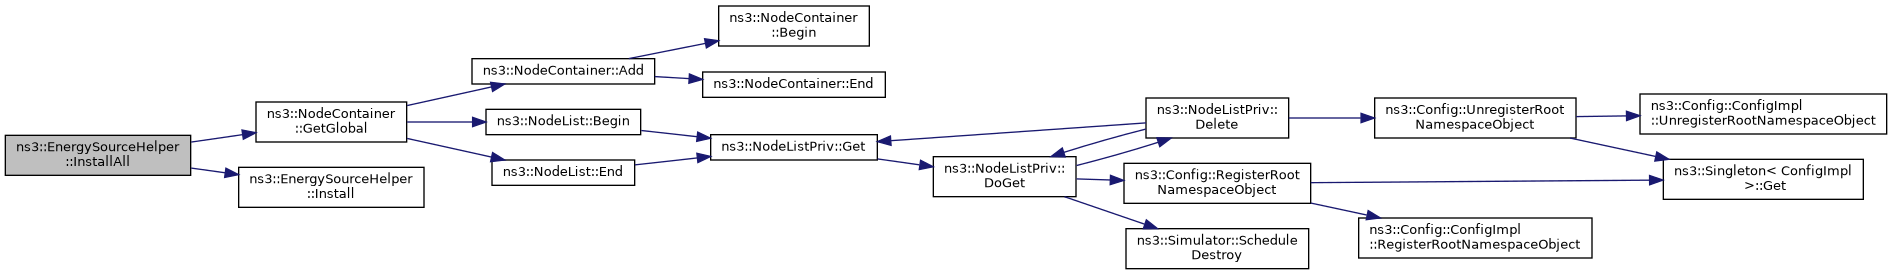 ns3::EnergySourceHelper
::InstallAll
ns3::NodeContainer
::GetGlobal
ns3::EnergySourceHelper
::Install
ns3::NodeContainer::Add
ns3::NodeList::Begin
ns3::NodeList::End
ns3::NodeContainer
::Begin
ns3::NodeContainer::End
ns3::NodeListPriv::Get
ns3::NodeListPriv::
DoGet
ns3::NodeListPriv::
Delete
ns3::Config::RegisterRoot
NamespaceObject
ns3::Simulator::Schedule
Destroy
ns3::Config::UnregisterRoot
NamespaceObject
ns3::Config::ConfigImpl
::RegisterRootNamespaceObject
ns3::Config::ConfigImpl
::UnregisterRootNamespaceObject
ns3::Singleton< ConfigImpl
>::Get